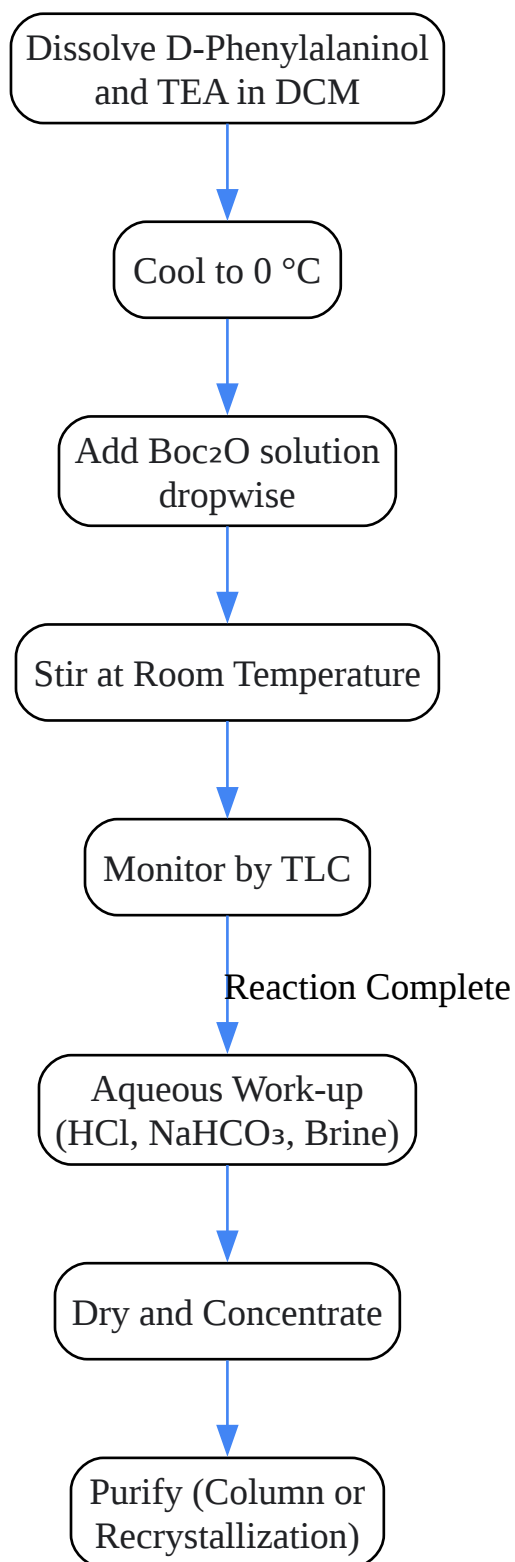 Dissolve D-Phenylalaninol
and TEA in DCM
Cool to 0 °C
Add Boc₂O solution
dropwise
Stir at Room Temperature
Monitor by TLC
Reaction Complete
Aqueous Work-up
(HCl, NaHCO₃, Brine)
Dry and Concentrate
Purify (Column or
Recrystallization)